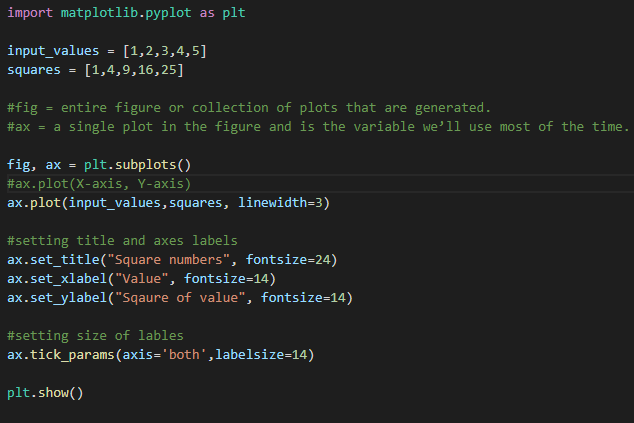 import matplotlib.pyplot as plt
input_values = [1,2,3,4,5]
squares = [1,4,9,16,25]
#fig = entire figure or collection of plots that are generated.
#ax = a single plot in the figure and is the variable we’ll use most of the time.
fig, ax = plt.subplots()
#ax.plot(X-axis, Y-axis)
ax.plot(input_values,squares, linewidth=3)
#setting title and axes labels
ax.set_title("Square numbers", fontsize=24)
ax.set_xlabel("Value", fontsize=14)
ax.set_ylabel("Sqaure of value", fontsize=14)
#setting size of lables
ax.tick_params(axis='both',labelsize=14)
plt.show()